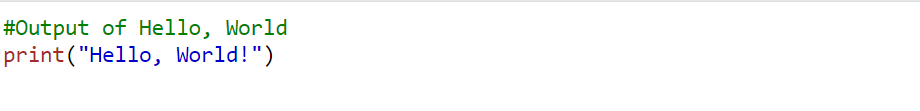 #Output of Hello, World
print("Hello, World!")